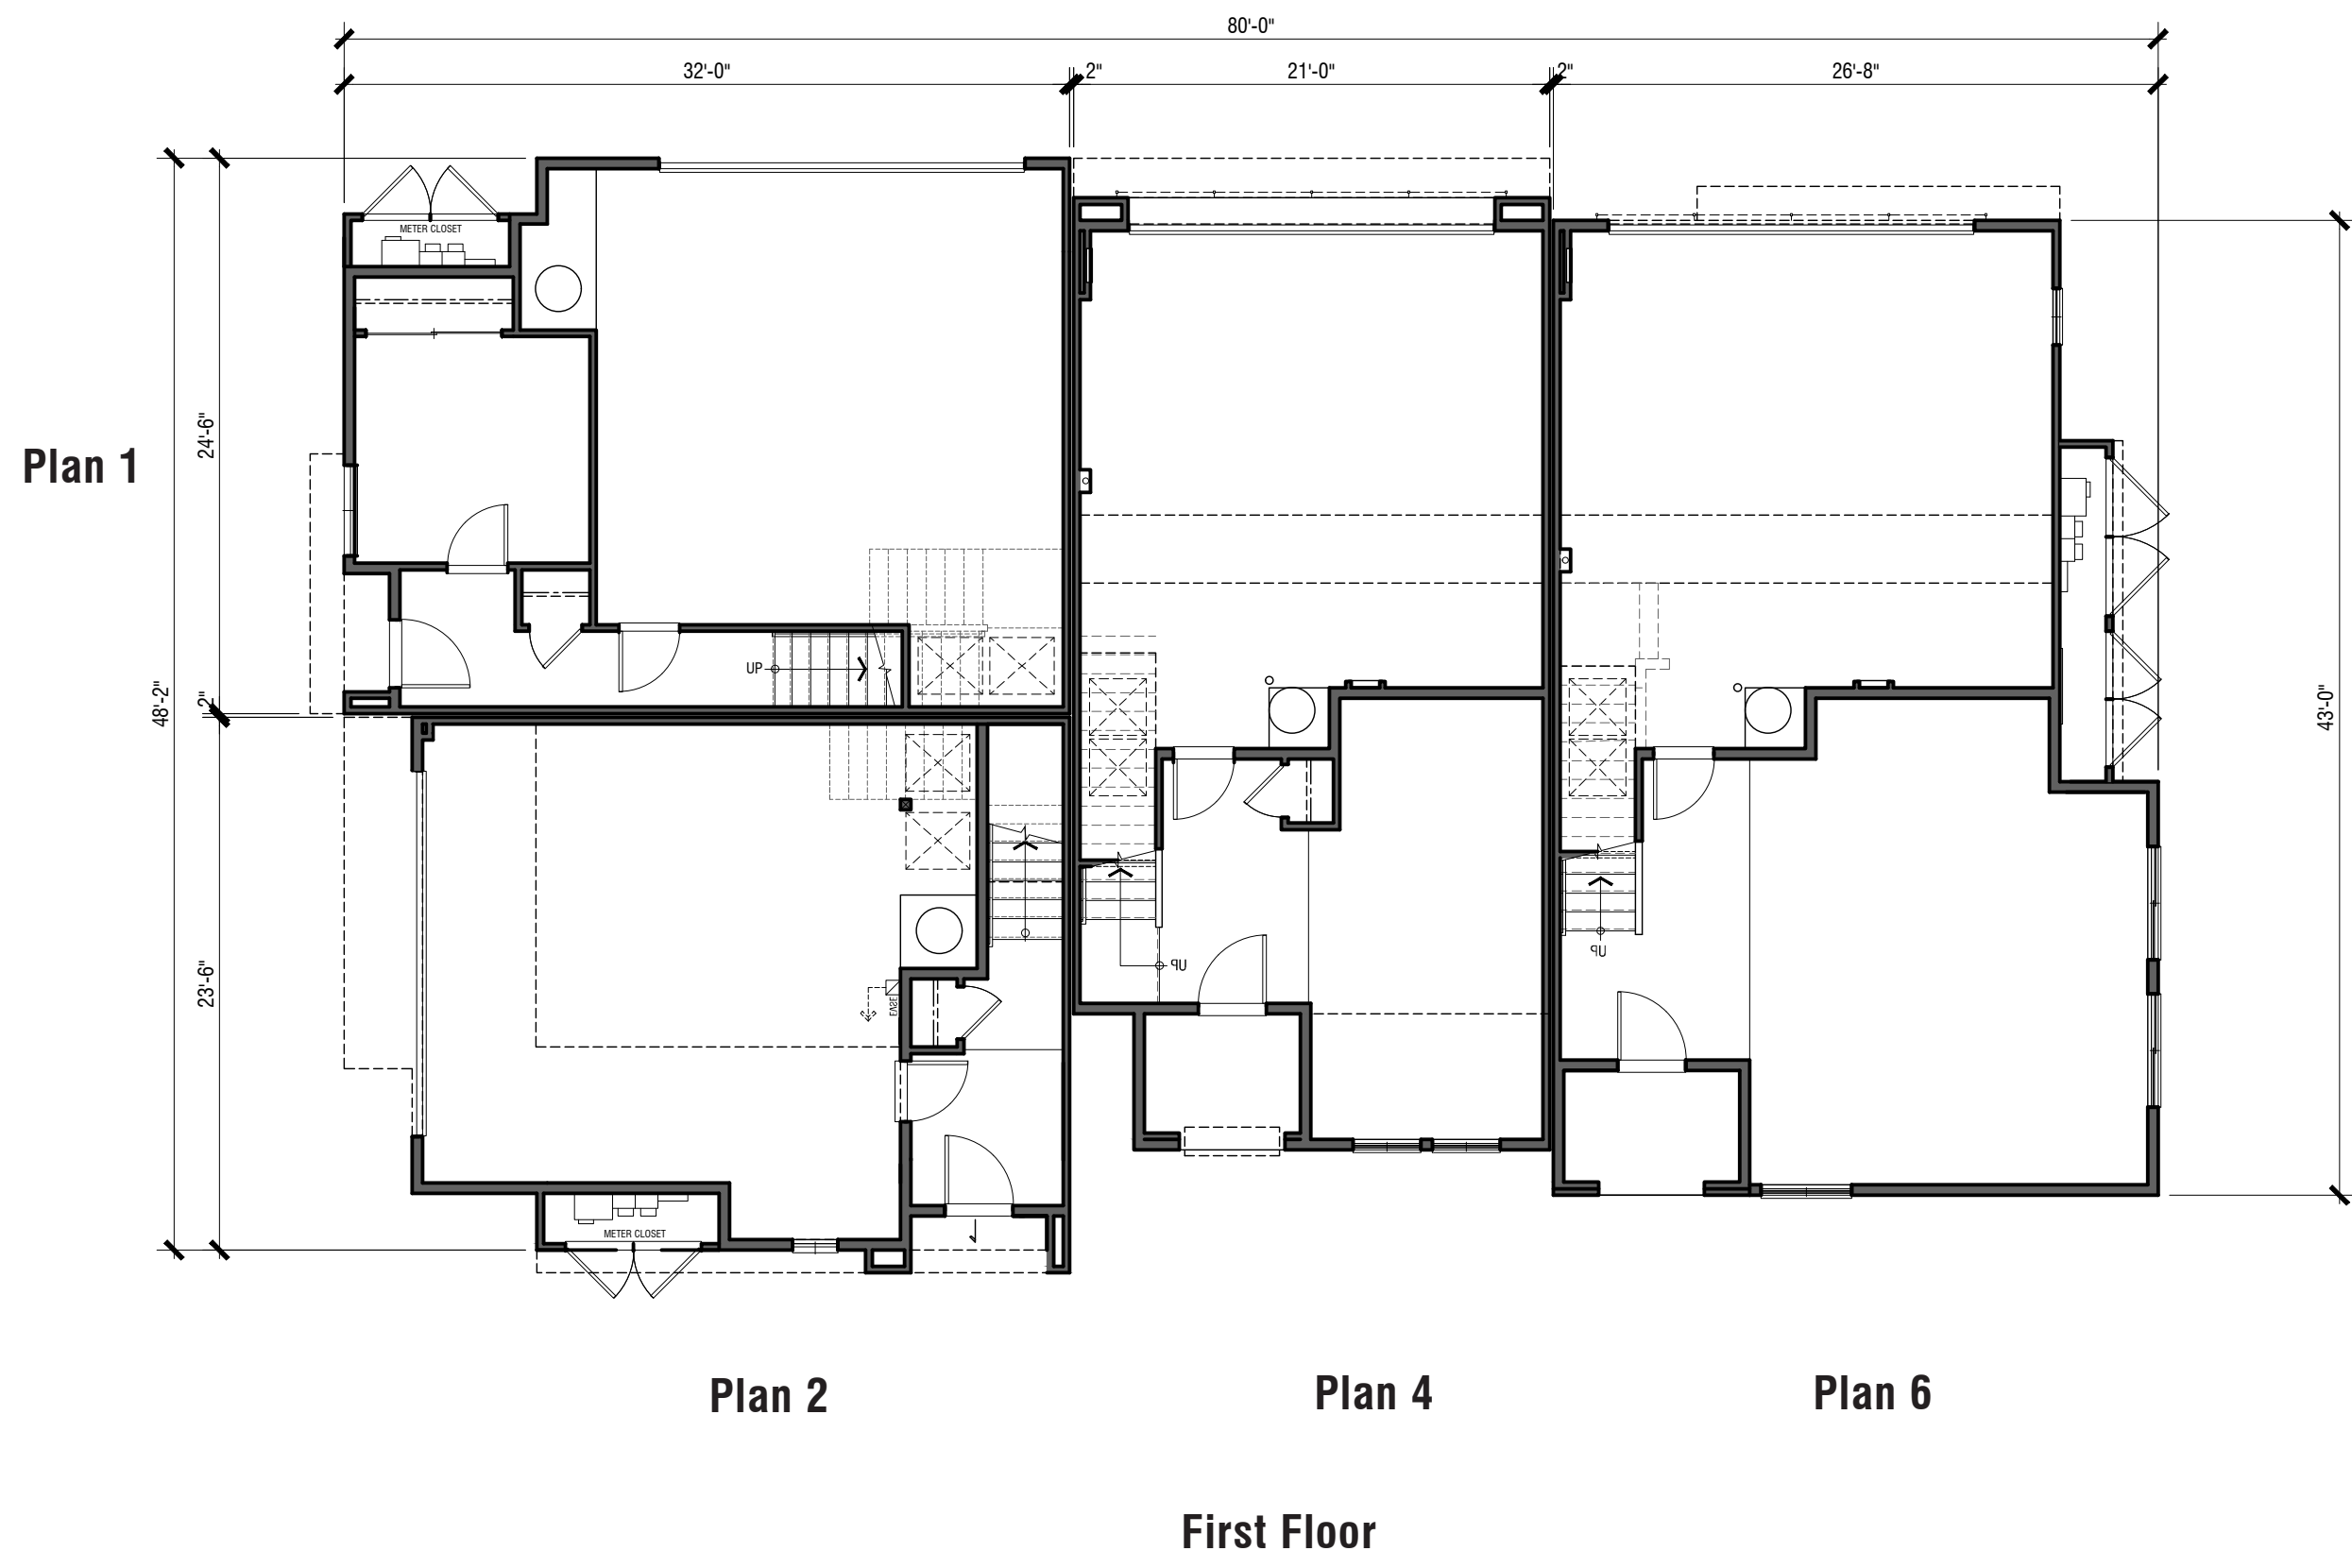 80'-0"
32'-0"
2"
21'-0"
2"
26'-8"
METER CLOSET
24'-6"
Plan 1
UP
48'-2"
2"
43'-0"
UP
UP
23'-6"
EV
METER CLOSET
Plan 2
Plan 4
Plan 6
First Floor